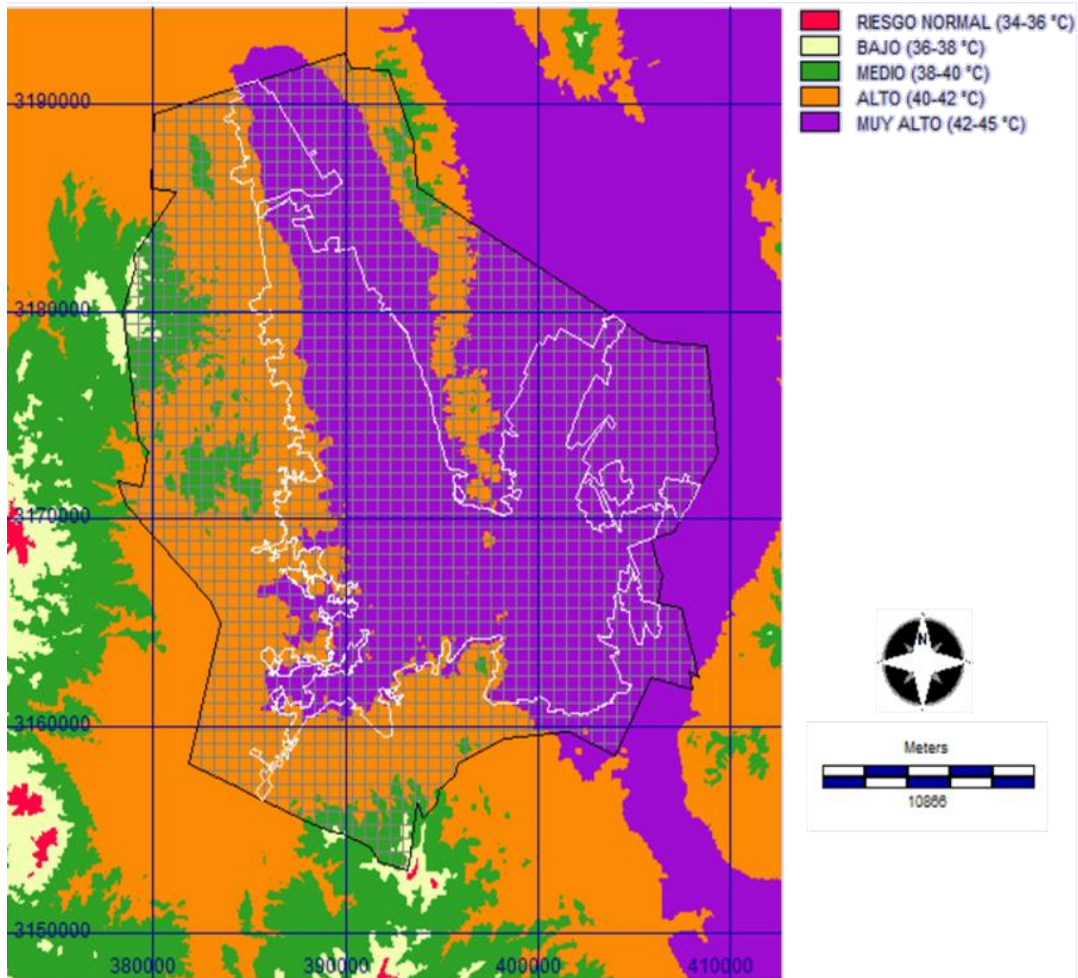 RIESGO NORMAL (34-36 °C)
BAJO (36-38 °C)
MEDIO (38-40 °C)
ALTO (40-42 °C)
MUY ALTO (42-45 °C)
3190000
3180000
3170000
3160000
3150000
380000
390000
400000
410000
N
Meters
10866